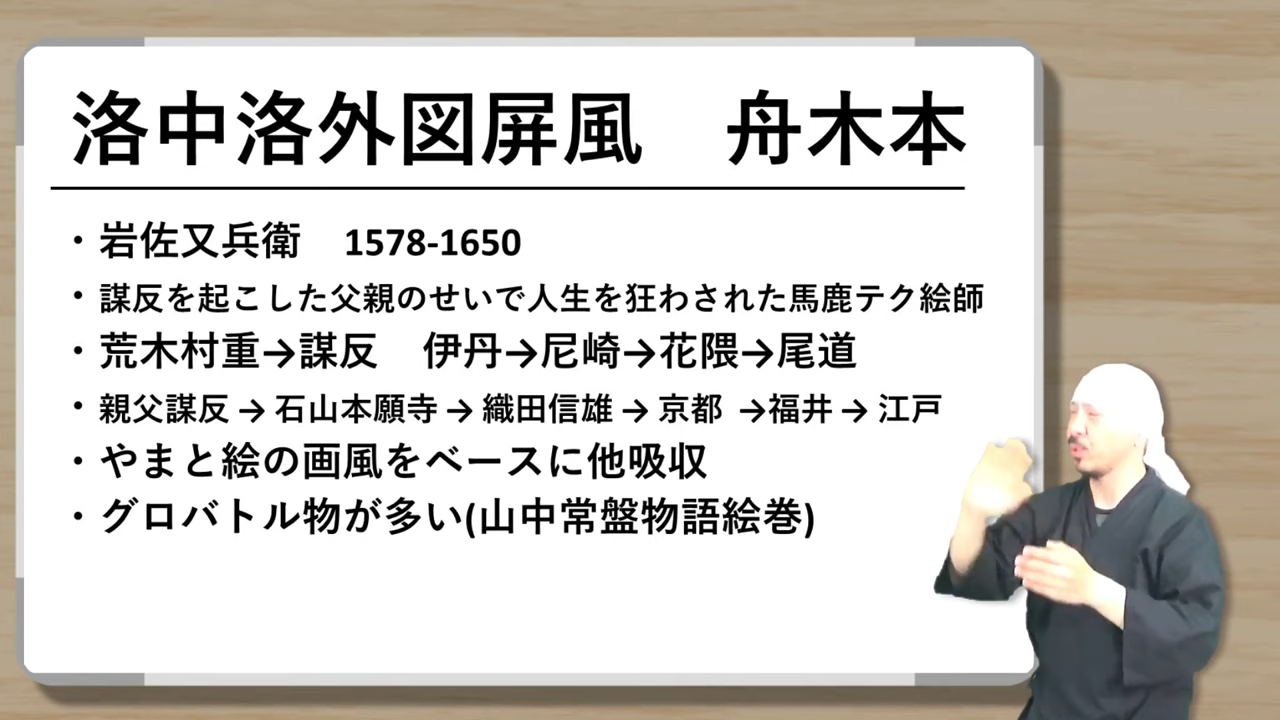 洛中洛外図屏風　舟木本
・岩佐又兵衛　1578-1650
・謀反を起こした父親のせいで人生を狂わされた馬鹿テク絵師
・荒木村重→謀反　伊丹→尼崎→花隈→尾道
・親父謀反 → 石山本願寺 → 織田信雄 → 京都 →福井 → 江戸
・やまと絵の画風をベースに他吸収
・グロバトル物が多い(山中常盤物語絵巻)